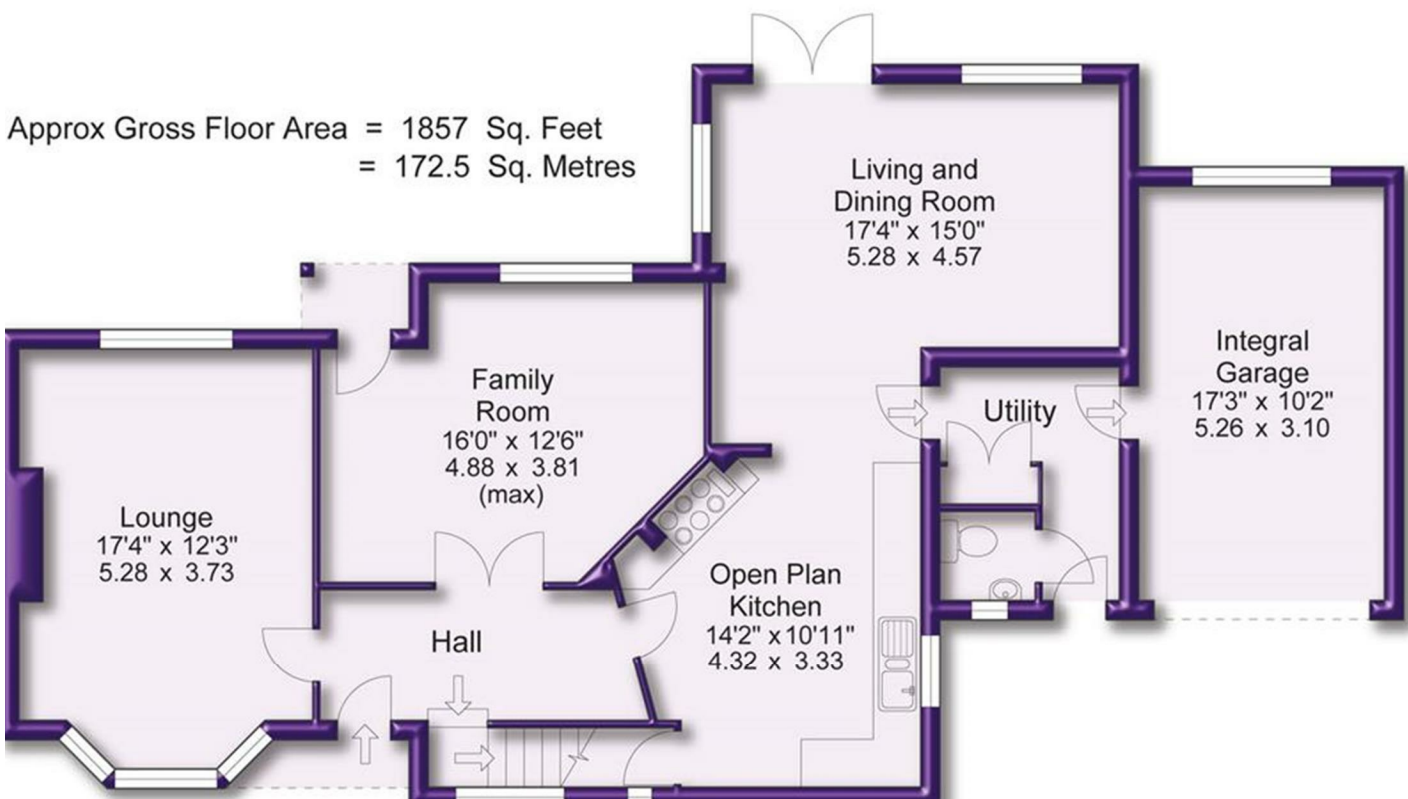 Approx Gross Floor Area = 1857 Sq. Feet
= 172.5 Sq. Metres
Living and
Dining Room
17'4" x 15'0"
5.28 x 4.57
Integral
Garage
17'3" x 10'2"
5.26 x 3.10
Family
Room
16'0" x 12'6"
4.88 x 3.81
(max)
Utility
Lounge
17'4" x 12'3"
5.28 x 3.73
Open Plan
Kitchen
14'2" x 10'11"
4.32 x 3.33
Hall